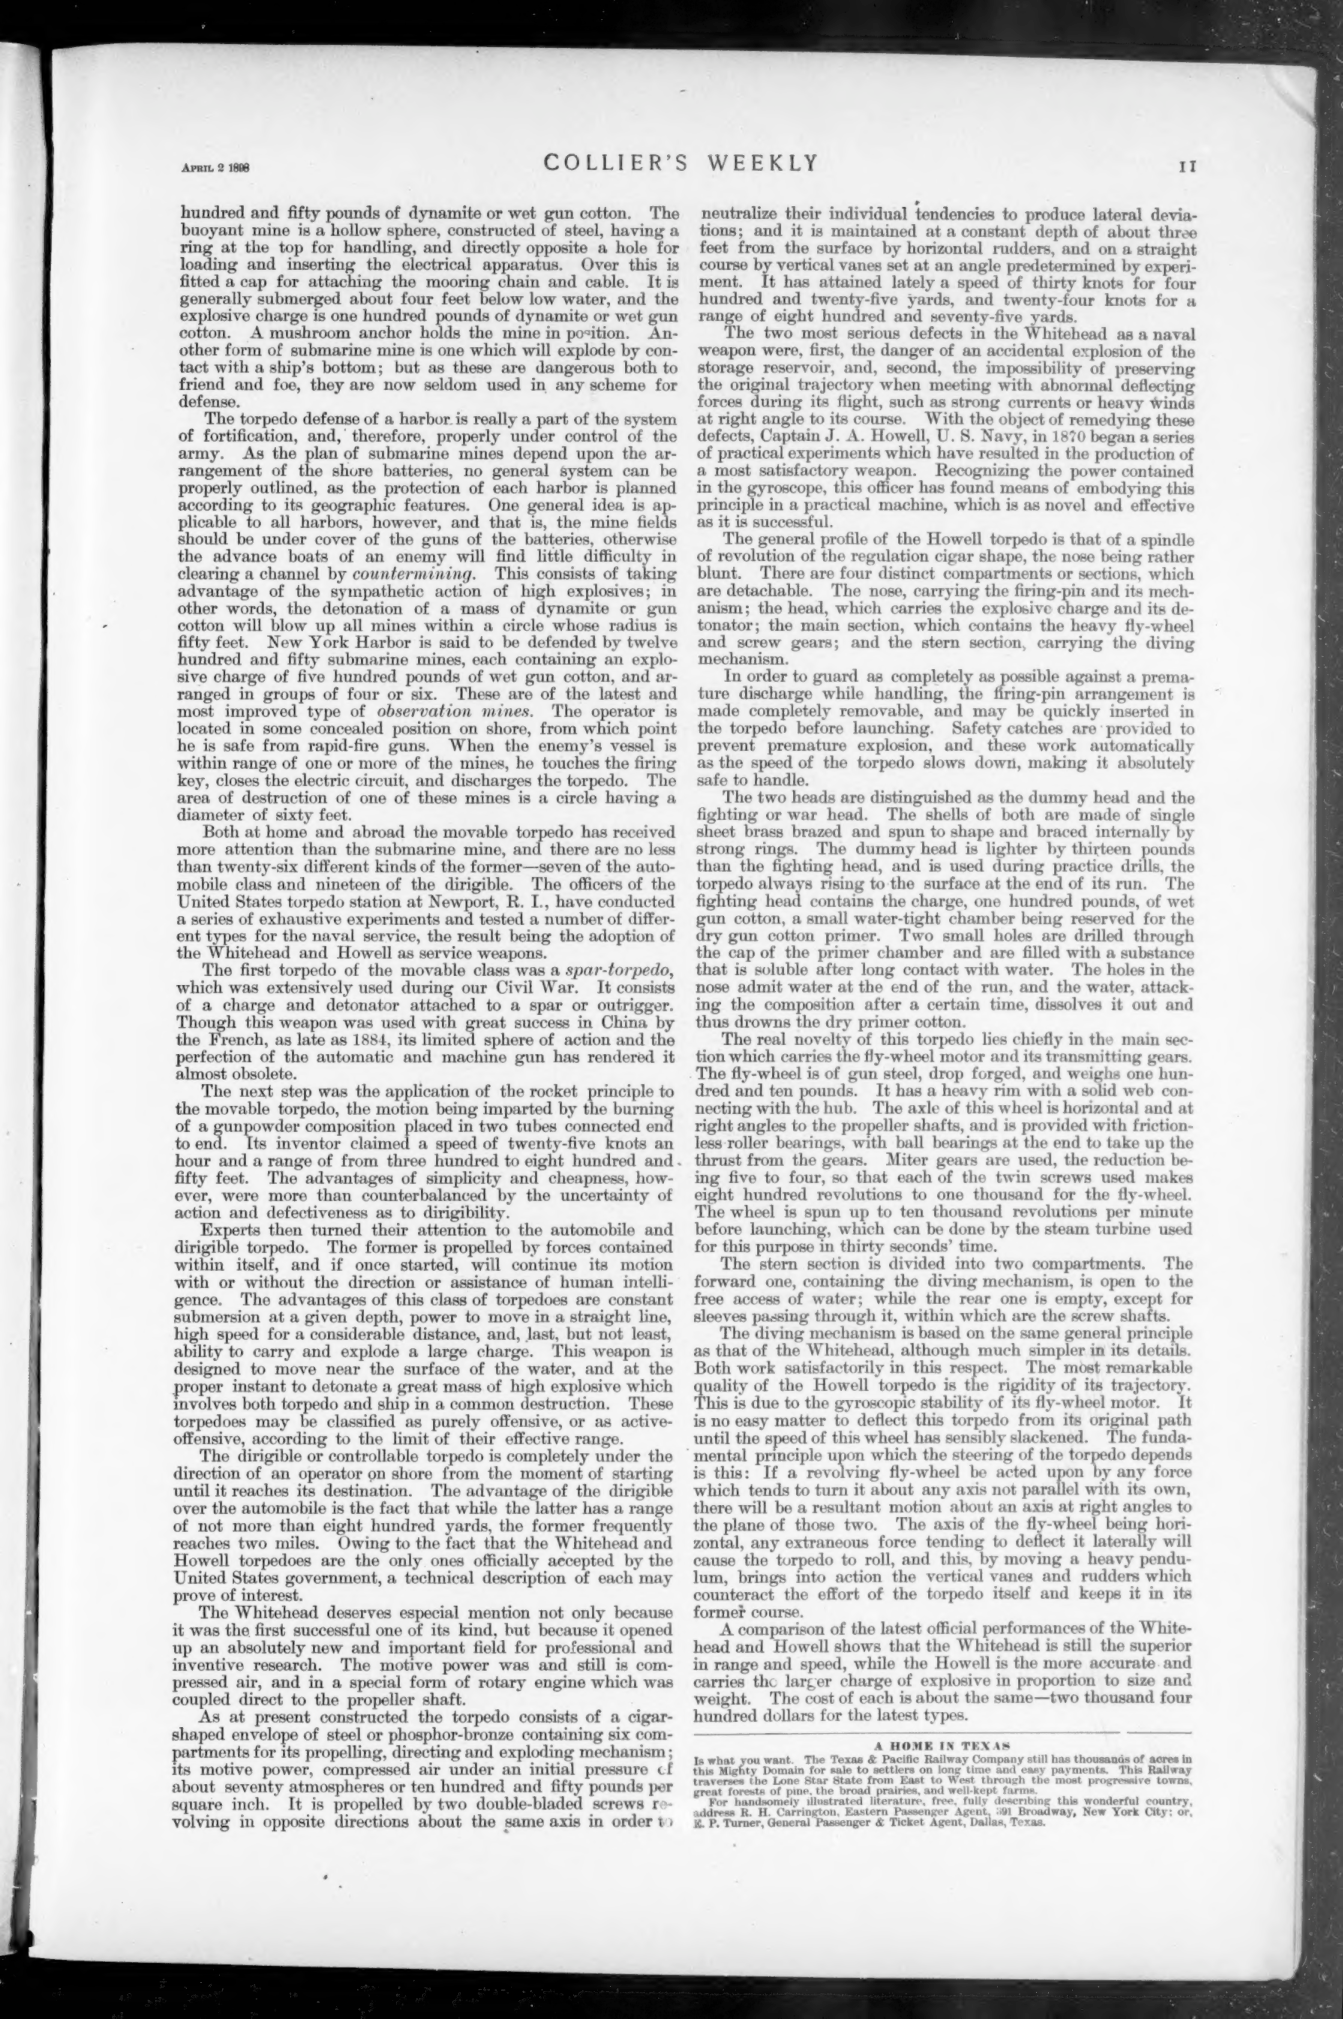 APRIL 2 1898
COLLIER'S WEEKLY
11
hundred and fifty pounds of dynamite or wet gun cotton. The
buoyant mine is a hollow sphere, constructed of steel, having a
ring at the top for handling, and directly opposite a hole for
loading and inserting the electrical apparatus. Over this is
fitted a cap for attaching the mooring chain and cable. It is
generally submerged about four feet below low water, and the
explosive charge is one hundred pounds of dynamite or wet gun
cotton. A mushroom anchor holds the mine in position. An-
other form of submarine mine is one which will explode by con-
tact with a ship's bottom; but as these are dangerous both to
friend and foe, they are now seldom used in any scheme for
defense.
The torpedo defense of a harbor is really a part of the system
of fortification, and, therefore, properly under control of the
army. As the plan of submarine mines depend upon the ar-
rangement of the shore batteries, no general system can be
properly outlined, as the protection of each harbor is planned
according to its geographic features. One general idea is ap-
plicable to all harbors, however, and that is, the mine fields
should be under cover of the guns of the batteries, otherwise
the advance boats of an enemy will find little difficulty in
clearing a channel by countermining. This consists of taking
advantage of the sympathetic action of high explosives; in
other words, the detonation of a mass of dynamite or gun
cotton will blow up all mines within a circle whose radius is
fifty feet. New York Harbor is said to be defended by twelve
hundred and fifty submarine mines, each containing an explo-
sive charge of five hundred pounds of wet gun cotton, and ar-
ranged in groups of four or six. These are of the latest and
most improved type of observation mines. The operator is
located in some concealed position on shore, from which point
he is safe from rapid-fire guns. When the enemy's vessel is
within range of one or more of the mines, he touches the firing
key, closes the electric circuit, and discharges the torpedo. The
area of destruction of one of these mines is a circle having a
diameter of sixty feet.
Both at home and abroad the movable torpedo has received
more attention than the submarine mine, and there are no less
than twenty-six different kinds of the former—seven of the auto-
mobile class and nineteen of the dirigible. The officers of the
United States torpedo station at Newport, R. I., have conducted
a series of exhaustive experiments and tested a number of differ-
ent types for the naval service, the result being the adoption of
the Whitehead and Howell as service weapons.
The first torpedo of the movable class was a spar-torpedo,
which was extensively used during our Civil War. It consists
of a charge and detonator attached to a spar or outrigger.
Though this weapon was used with great success in China by
the French, as late as 1884, its limited sphere of action and the
perfection of the automatic and machine gun has rendered it
almost obsolete.
The next step was the application of the rocket principle to
the movable torpedo, the motion being imparted by the burning
of a gunpowder composition placed in two tubes connected end
to end. Its inventor claimed a speed of twenty-five knots an
hour and a range of from three hundred to eight hundred and
fifty feet. The advantages of simplicity and cheapness, how-
ever, were more than counterbalanced by the uncertainty of
action and defectiveness as to dirigibility.
Experts then turned their attention to the automobile and
dirigible torpedo. The former is propelled by forces contained
within itself, and if once started, will continue its motion
with or without the direction or assistance of human intelli-
gence. The advantages of this class of torpedoes are constant
submersion at a given depth, power to move in a straight line,
high speed for a considerable distance, and, last, but not least,
ability to carry and explode a large charge. This weapon is
designed to move near the surface of the water, and at the
proper instant to detonate a great mass of high explosive which
involves both torpedo and ship in a common destruction. These
torpedoes may be classified as purely offensive, or as active-
offensive, according to the limit of their effective range.
The dirigible or controllable torpedo is completely under the
direction of an operator on shore from the moment of starting
until it reaches its destination. The advantage of the dirigible
over the automobile is the fact that while the latter has a range
of not more than eight hundred yards, the former frequently
reaches two miles. Owing to the fact that the Whitehead and
Howell torpedoes are the only ones officially accepted by the
United States government, a technical description of each may
prove of interest.
The Whitehead deserves especial mention not only because
it was the first successful one of its kind, but because it opened
up an absolutely new and important field for professional and
inventive research. The motive power was and still is com-
pressed air, and in a special form of rotary engine which was
coupled direct to the propeller shaft.
As at present constructed the torpedo consists of a cigar-
shaped envelope of steel or phosphor-bronze containing six com-
partments for its propelling, directing and exploding mechanism;
its motive power, compressed air under an initial pressure of
about seventy atmospheres or ten hundred and fifty pounds per
square inch. It is propelled by two double-bladed screws re-
volving in opposite directions about the same axis in order to
neutralize their individual tendencies to produce lateral devia-
tions; and it is maintained at a constant depth of about three
feet from the surface by horizontal rudders, and on a straight
course by vertical vanes set at an angle predetermined by experi-
ment. It has attained lately a speed of thirty knots for four
hundred and twenty-five yards, and twenty-four knots for a
range of eight hundred and seventy-five yards.
The two most serious defects in the Whitehead as a naval
weapon were, first, the danger of an accidental explosion of the
storage reservoir, and, second, the impossibility of preserving
the original trajectory when meeting with abnormal deflecting
forces during its flight, such as strong currents or heavy winds
at right angle to its course. With the object of remedying these
defects, Captain J. A. Howell, U. S. Navy, in 1870 began a series
of practical experiments which have resulted in the production of
a most satisfactory weapon. Recognizing the power contained
in the gyroscope, this officer has found means of embodying this
principle in a practical machine, which is as novel and effective
as it is successful.
The general profile of the Howell torpedo is that of a spindle
of revolution of the regulation cigar shape, the nose being rather
blunt. There are four distinct compartments or sections, which
are detachable. The nose, carrying the firing-pin and its mech-
anism; the head, which carries the explosive charge and its de-
tonator; the main section, which contains the heavy fly-wheel
and screw gears; and the stern section, carrying the diving
mechanism.
In order to guard as completely as possible against a prema-
ture discharge while handling, the firing-pin arrangement is
made completely removable, and may be quickly inserted in
the torpedo before launching. Safety catches are provided to
prevent premature explosion, and these work automatically
as the speed of the torpedo slows down, making it absolutely
safe to handle.
The two heads are distinguished as the dummy head and the
fighting or war head. The shells of both are made of single
sheet brass brazed and spun to shape and braced internally by
strong rings. The dummy head is lighter by thirteen pounds
than the fighting head, and is used during practice drills, the
torpedo always rising to the surface at the end of its run. The
fighting head contains the charge, one hundred pounds, of wet
gun cotton, a small water-tight chamber being reserved for the
dry gun cotton primer. Two small holes are drilled through
the cap of the primer chamber and are filled with a substance
that is soluble after long contact with water. The holes in the
nose admit water at the end of the run, and the water, attack-
ing the composition after a certain time, dissolves it out and
thus drowns the dry primer cotton.
The real novelty of this torpedo lies chiefly in the main sec-
tion which carries the fly-wheel motor and its transmitting gears.
The fly-wheel is of gun steel, drop forged, and weighs one hun-
dred and ten pounds. It has a heavy rim with a solid web con-
necting with the hub. The axle of this wheel is horizontal and at
right angles to the propeller shafts, and is provided with friction-
less roller bearings, with ball bearings at the end to take up the
thrust from the gears. Miter gears are used, the reduction be-
ing five to four, so that each of the twin screws used makes
eight hundred revolutions to one thousand for the fly-wheel.
The wheel is spun up to ten thousand revolutions per minute
before launching, which can be done by the steam turbine used
for this purpose in thirty seconds' time.
The stern section is divided into two compartments. The
forward one, containing the diving mechanism, is open to the
free access of water; while the rear one is empty, except for
sleeves passing through it, within which are the screw shafts.
The diving mechanism is based on the same general principle
as that of the Whitehead, although much simpler in its details.
Both work satisfactorily in this respect. The most remarkable
quality of the Howell torpedo is the rigidity of its trajectory.
This is due to the gyroscopic stability of its fly-wheel motor. It
is no easy matter to deflect this torpedo from its original path
until the speed of this wheel has sensibly slackened. The funda-
mental principle upon which the steering of the torpedo depends
is this: If a revolving fly-wheel be acted upon by any force
which tends to turn it about any axis not parallel with its own,
there will be a resultant motion about an axis at right angles to
the plane of those two. The axis of the fly-wheel being hori-
zontal, any extraneous force tending to deflect it laterally will
cause the torpedo to roll, and this, by moving a heavy pendu-
lum, brings into action the vertical vanes and rudders which
counteract the effort of the torpedo itself and keeps it in its
former course.
A comparison of the latest official performances of the White-
head and Howell shows that the Whitehead is still the superior
in range and speed, while the Howell is the more accurate and
carries the larger charge of explosive in proportion to size and
weight. The cost of each is about the same—two thousand four
hundred dollars for the latest types.
A HOME IN TEXAS
Is what you want. The Texas & Pacific Railway Company still has thousands of acres in
this Mighty Domain for sale to settlers on long time and easy payments. This Railway
traverses the Lone Star State from East to West through the most progressive towns,
great forests of pine, the broad prairies, and well-kept farms.
For handsomely illustrated literature, free, fully describing this wonderful country,
address R. H. Carrington, Eastern Passenger Agent, 391 Broadway, New York City; or,
E. P. Turner, General Passenger & Ticket Agent, Dallas, Texas.